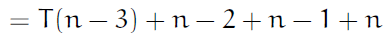 = T(n − 3) + n − 2 + n − 1 + n